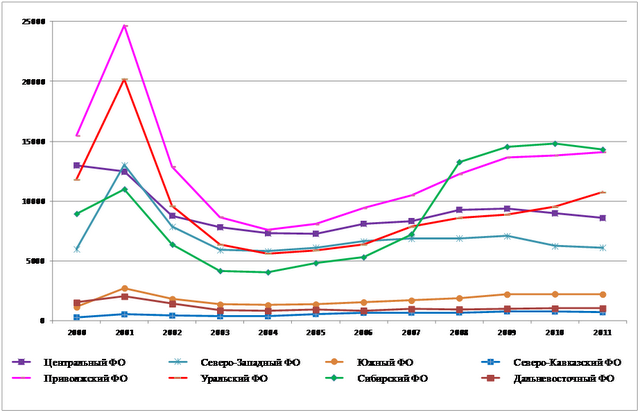 25000
20000
15000
10000
5000
0
2000 2001 2002 2003 2004 2005 2006 2007 2008 2009 2010 2011
Центральный ФО Северо-Западный ФО Южный ФО Северо-Кавказский ФО
Приволжский ФО Уральский ФО Сибирский ФО Дальневосточный ФО